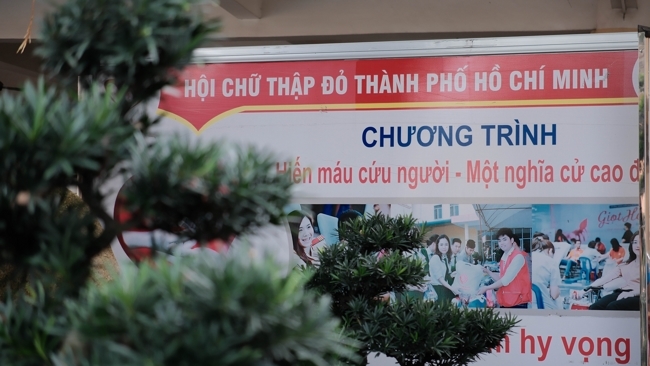 HỘI CHỮ THẬP ĐỎ THÀNH PHỐ HỒ CHÍ MINH
CHƯƠNG TRÌNH
Hiến máu cứu người - Một nghĩa cử cao
hy vọng